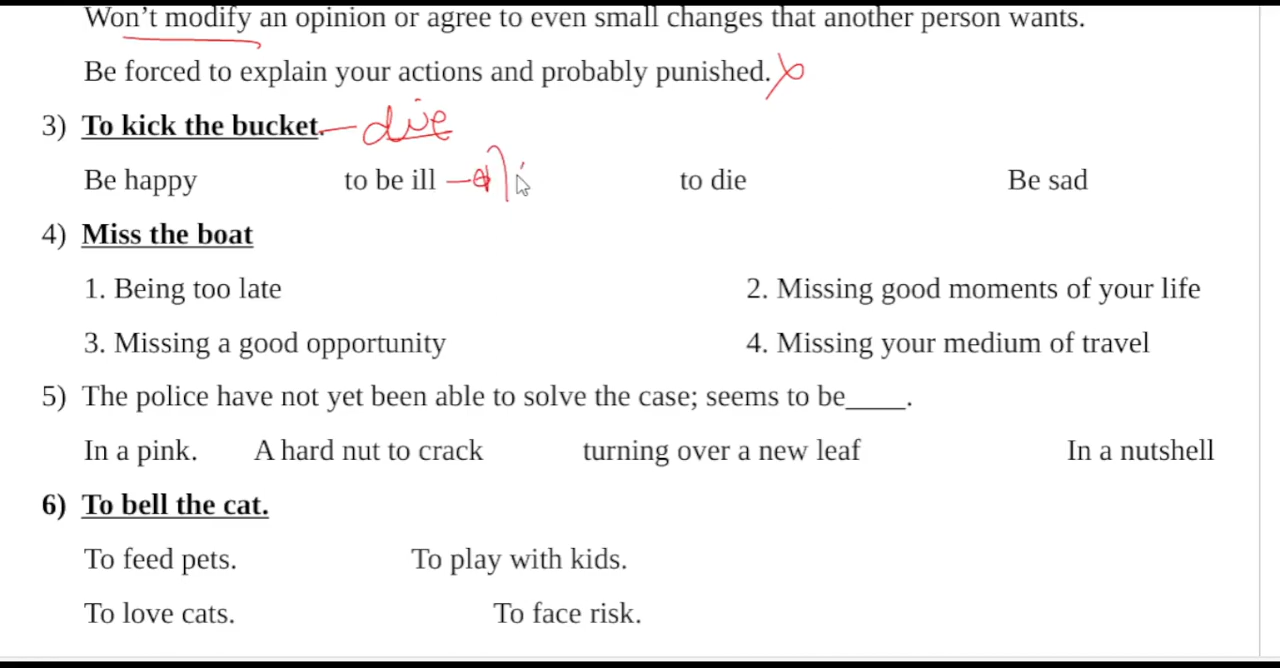 Won't modify an opinion or agree to even small changes that another person wants.
Be forced to explain your actions and probably punished.
3) To kick the bucket. die
Be happy to be ill to die Be sad
4) Miss the boat
1. Being too late 2. Missing good moments of your life
3. Missing a good opportunity 4. Missing your medium of travel
5) The police have not yet been able to solve the case; seems to be____.
In a pink. A hard nut to crack turning over a new leaf In a nutshell
6) To bell the cat.
To feed pets. To play with kids.
To love cats. To face risk.